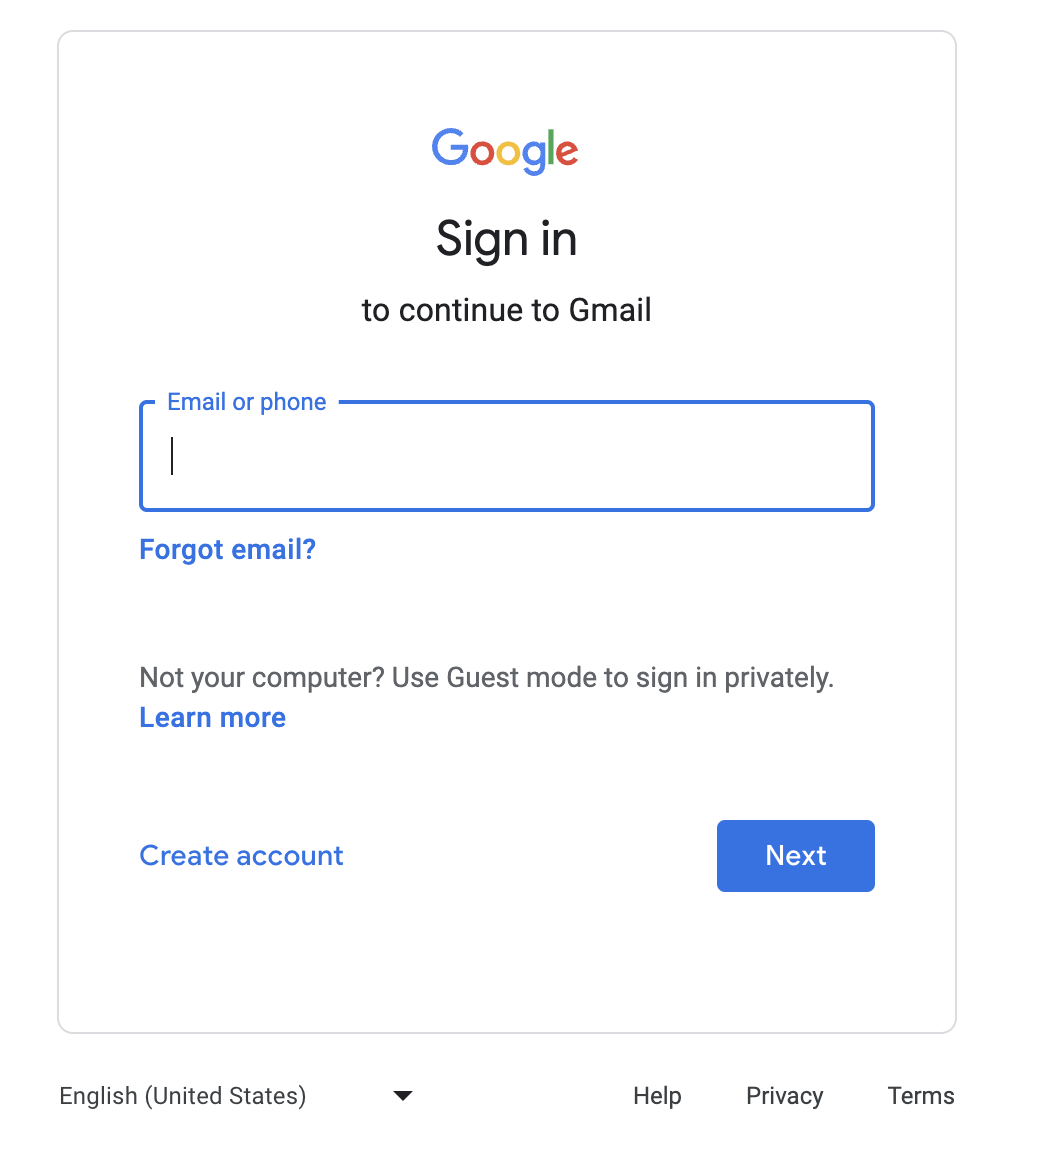 Google
Sign in
to continue to Gmail
Email or phone
Forgot email?
Not your computer? Use Guest mode to sign in privately.
Learn more
Create account
Next
English (United States)
Help
Privacy
Terms